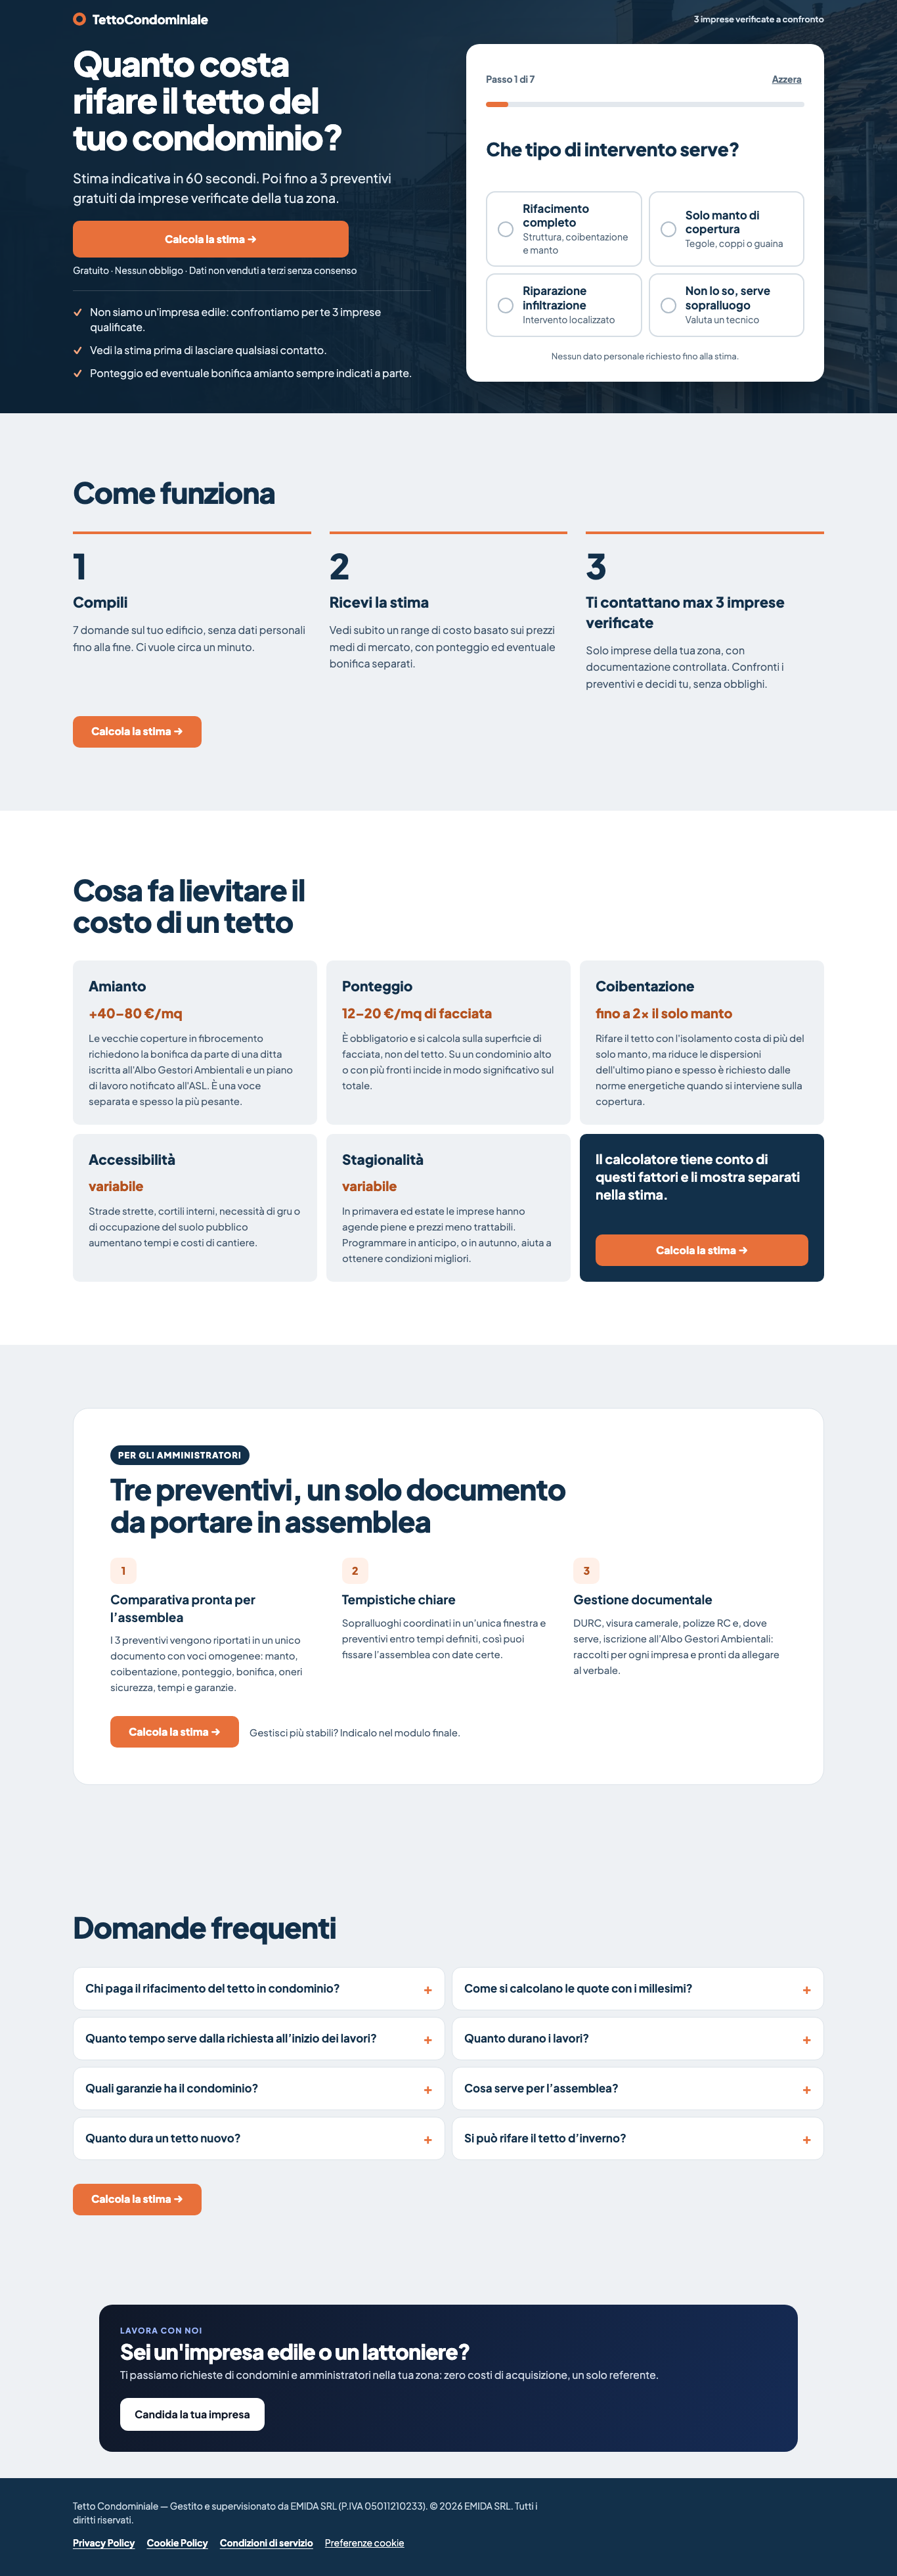 TettoCondominiale
3 imprese verificate a confronto
Quanto costa
rifare il tetto del
tuo condominio?
Stima indicativa in 60 secondi. Poi fino a 3 preventivi
gratuiti da imprese verificate della tua zona.
Calcola la stima →
Gratuito · Nessun obbligo · Dati non venduti a terzi senza consenso
Non siamo un'impresa edile: confrontiamo per te 3 imprese
qualificate.
Vedi la stima prima di lasciare qualsiasi contatto.
Ponteggio ed eventuale bonifica amianto sempre indicati a parte.
Passo 1 di 7
Azzera
Che tipo di intervento serve?
Rifacimento
completo
Struttura, coibentazione
e manto
Solo manto di
copertura
Tegole, coppi o guaina
Riparazione
infiltrazione
Intervento localizzato
Non lo so, serve
sopralluogo
Valuta un tecnico
Nessun dato personale richiesto fino alla stima.
Come funziona
1
Compili
7 domande sul tuo edificio, senza dati personali
fino alla fine. Ci vuole circa un minuto.
2
Ricevi la stima
Vedi subito un range di costo basato sui prezzi
medi di mercato, con ponteggio ed eventuale
bonifica separati.
3
Ti contattano max 3 imprese
verificate
Solo imprese della tua zona, con
documentazione controllata. Confronti i
preventivi e decidi tu, senza obblighi.
Calcola la stima →
Cosa fa lievitare il
costo di un tetto
Amianto
+40–80 €/mq
Le vecchie coperture in fibrocemento
richiedono la bonifica da parte di una ditta
iscritta all'Albo Gestori Ambientali e un piano
di lavoro notificato all'ASL. È una voce
separata e spesso la più pesante.
Ponteggio
12–20 €/mq di facciata
È obbligatorio e si calcola sulla superficie di
facciata, non del tetto. Su un condominio alto
o con più fronti incide in modo significativo sul
totale.
Coibentazione
fino a 2× il solo manto
Rifare il tetto con l'isolamento costa di più del
solo manto, ma riduce le dispersioni
dell'ultimo piano e spesso è richiesto dalle
norme energetiche quando si interviene sulla
copertura.
Accessibilità
variabile
Strade strette, cortili interni, necessità di gru o
di occupazione del suolo pubblico
aumentano tempi e costi di cantiere.
Stagionalità
variabile
In primavera ed estate le imprese hanno
agende piene e prezzi meno trattabili.
Programmare in anticipo, o in autunno, aiuta a
ottenere condizioni migliori.
Il calcolatore tiene conto di
questi fattori e li mostra separati
nella stima.
Calcola la stima →
PER GLI AMMINISTRATORI
Tre preventivi, un solo documento
da portare in assemblea
1
Comparativa pronta per
l'assemblea
I 3 preventivi vengono riportati in un unico
documento con voci omogenee: manto,
coibentazione, ponteggio, bonifica, oneri
sicurezza, tempi e garanzie.
2
Tempistiche chiare
Sopralluoghi coordinati in un'unica finestra e
preventivi entro tempi definiti, così puoi
fissare l'assemblea con date certe.
3
Gestione documentale
DURC, visura camerale, polizze RC e, dove
serve, iscrizione all'Albo Gestori Ambientali:
raccolti per ogni impresa e pronti da allegare
al verbale.
Calcola la stima →
Gestisci più stabili? Indicalo nel modulo finale.
Domande frequenti
Chi paga il rifacimento del tetto in condominio? +
Come si calcolano le quote con i millesimi? +
Quanto tempo serve dalla richiesta all'inizio dei lavori? +
Quanto durano i lavori? +
Quali garanzie ha il condominio? +
Cosa serve per l'assemblea? +
Quanto dura un tetto nuovo? +
Si può rifare il tetto d'inverno? +
Calcola la stima →
LAVORA CON NOI
Sei un'impresa edile o un lattoniere?
Ti passiamo richieste di condomini e amministratori nella tua zona: zero costi di acquisizione, un solo referente.
Candida la tua impresa
Tetto Condominiale — Gestito e supervisionato da EMIDA SRL (P.IVA 05011210233). © 2026 EMIDA SRL. Tutti i
diritti riservati.
Privacy Policy Cookie Policy Condizioni di servizio Preferenze cookie